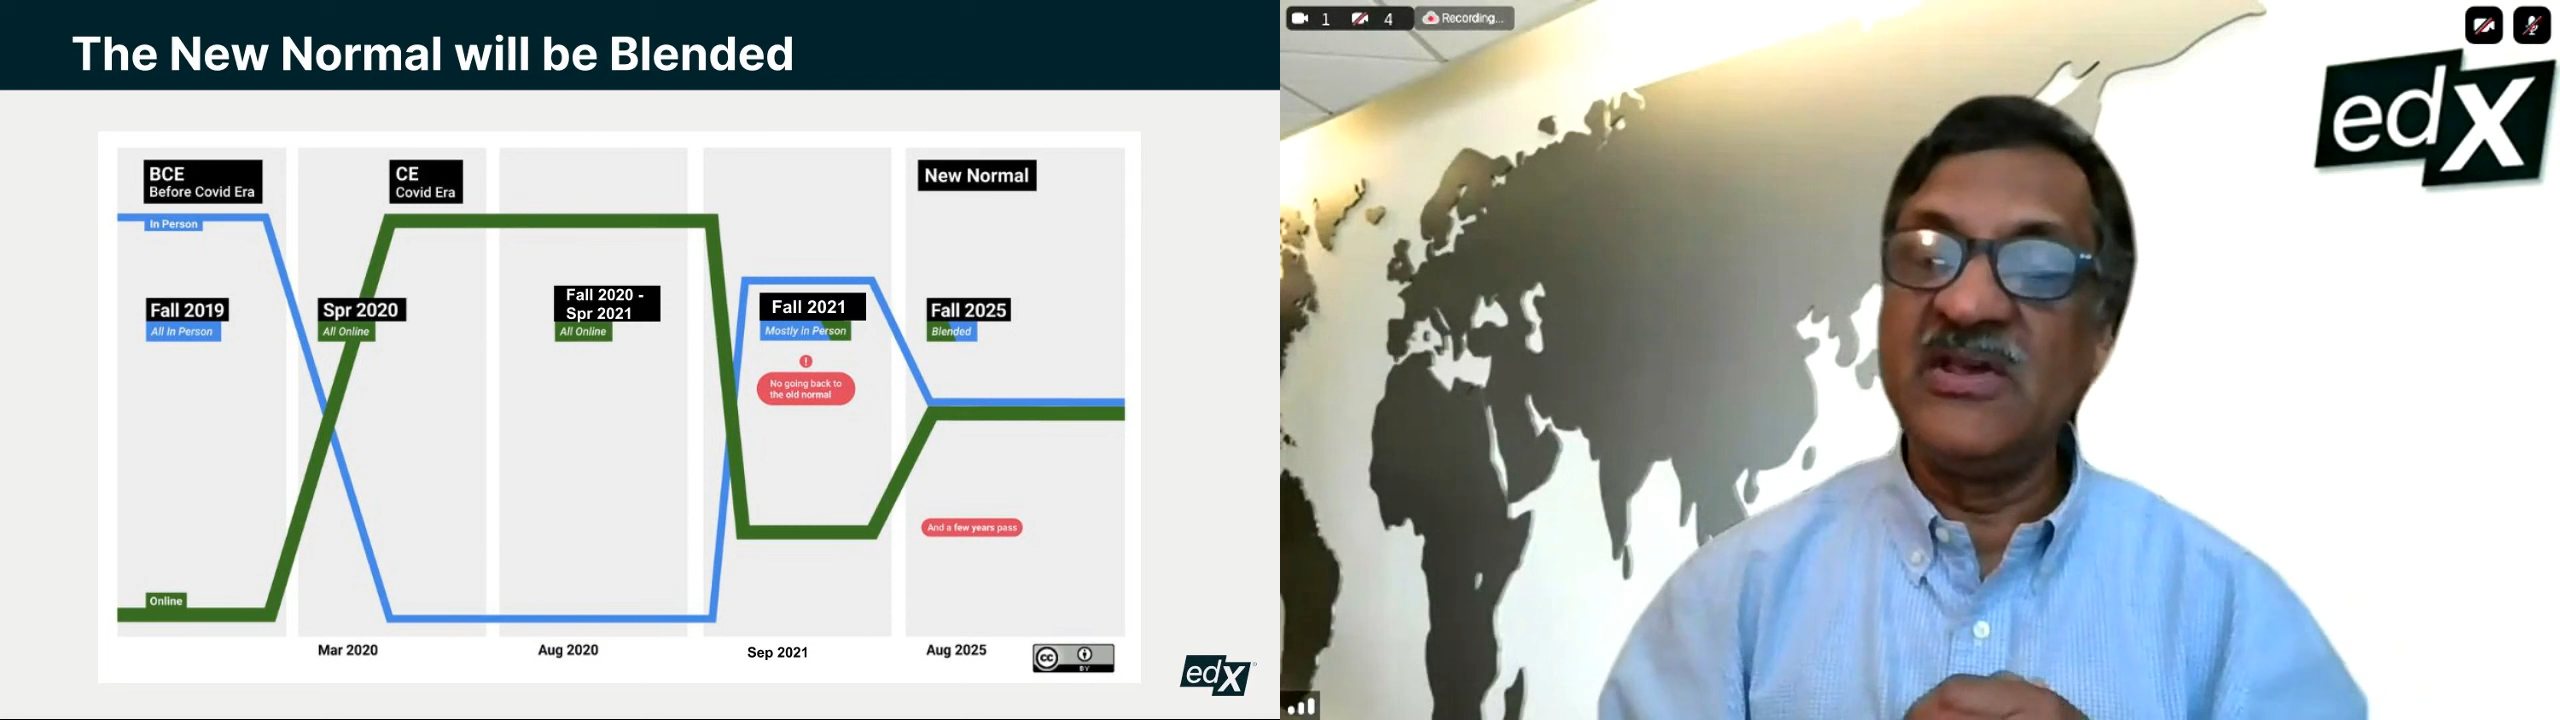 The New Normal will be Blended
BCE
Before Covid Era
CE
Covid Era
New Normal
In Person
Fall 2019
All In Person
Spr 2020
All Online
Fall 2020 -
Spr 2021
All Online
Fall 2021
Mostly in Person
Fall 2025
Blended
!
No going back to
the old normal
And a few years pass
Online
Mar 2020
Aug 2020
Sep 2021
Aug 2025
cc
BY
edX
1
4
Recording...
edX